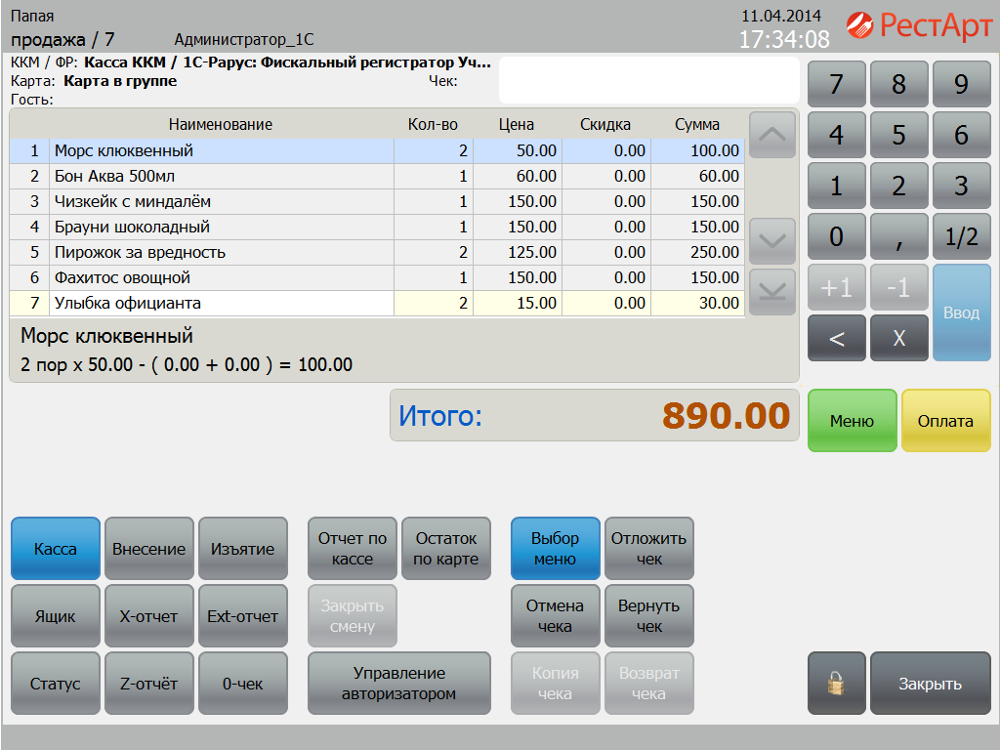 Папая
11.04.2014
продажа / 7 Администратор_1С
17:34:08
РестАрт
ККМ / ФР: Касса ККМ / 1С-Рарус: Фискальный регистратор Уч...
Карта: Карта в группе Чек:
Гость:
Наименование Кол-во Цена Скидка Сумма
1 Морс клюквенный 2 50.00 0.00 100.00
2 Бон Аква 500мл 1 60.00 0.00 60.00
3 Чизкейк с миндалём 1 150.00 0.00 150.00
4 Брауни шоколадный 1 150.00 0.00 150.00
5 Пирожок за вредность 2 125.00 0.00 250.00
6 Фахитос овощной 1 150.00 0.00 150.00
7 Улыбка официанта 2 15.00 0.00 30.00
Морс клюквенный
2 пор x 50.00 - ( 0.00 + 0.00 ) = 100.00
Итого: 890.00
7 8 9
4 5 6
1 2 3
0 , 1/2
+1 -1
Ввод
< X
Меню Оплата
Касса Внесение Изъятие
Отчет по
кассе
Остаток
по карте
Выбор
меню
Отложить
чек
Ящик X-отчет Ext-отчет
Закрыть
смену
Отмена
чека
Вернуть
чек
Статус Z-отчёт 0-чек
Управление
авторизатором
Копия
чека
Возврат
чека
Закрыть